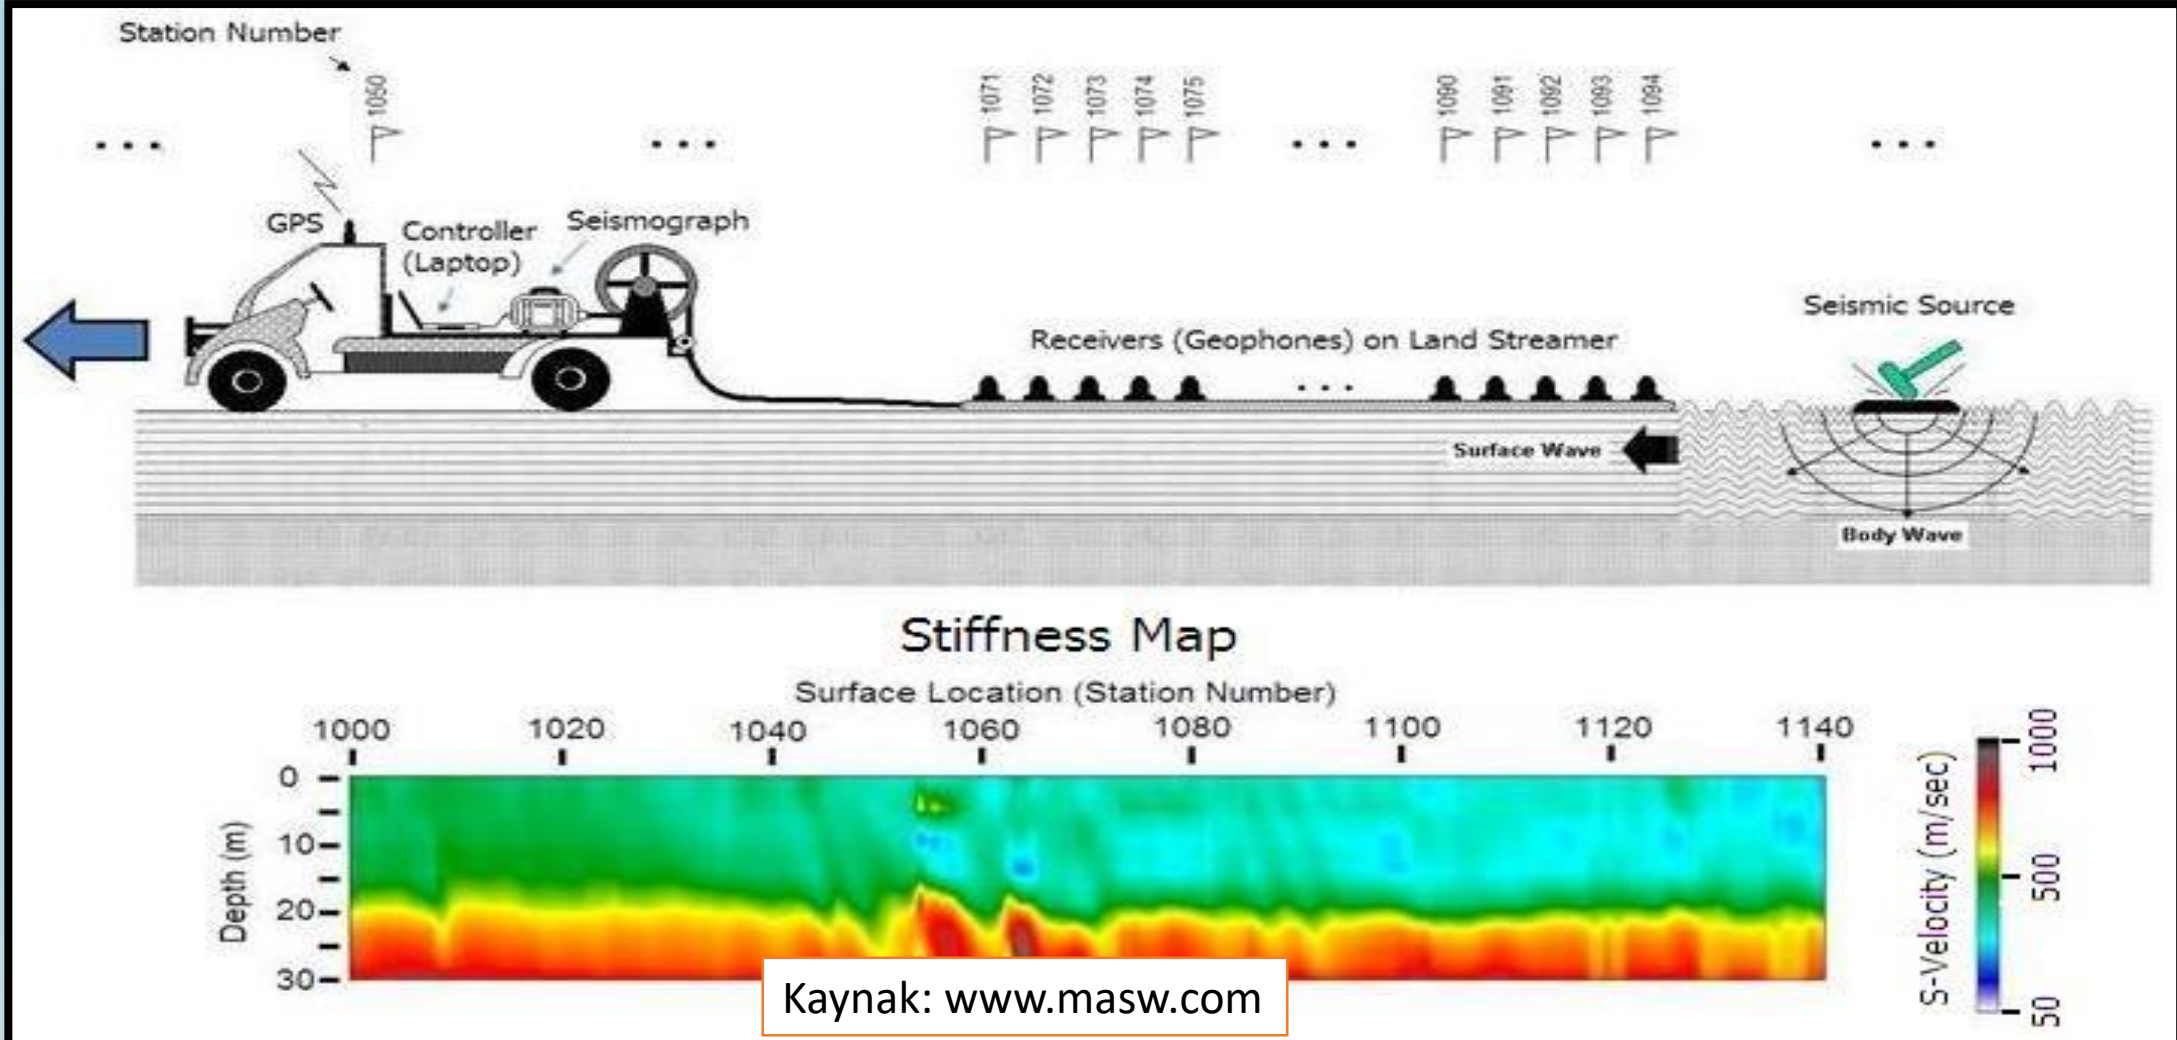 Station Number
1050
1071
1072
1073
1074
1075
1090
1091
1092
1093
1094
GPS
Controller
(Laptop)
Seismograph
Seismic Source
Receivers (Geophones) on Land Streamer
Surface Wave
Body Wave
Stiffness Map
Surface Location (Station Number)
1000 1020 1040 1060 1080 1100 1120 1140
Depth (m)
0
10
20
30
S-Velocity (m/sec)
1000
500
50
Kaynak: www.masw.com